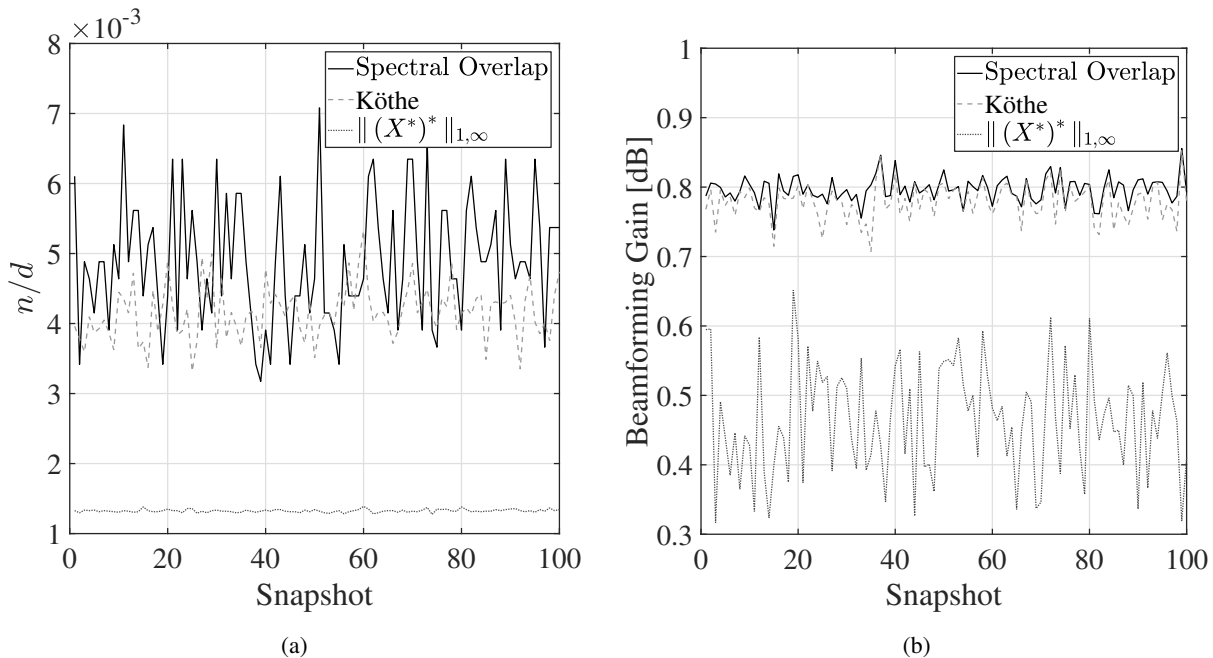 ×10⁻³
8
7
6
5
4
3
2
1
n/d
0 20 40 60 80 100
Snapshot
Spectral Overlap
Köthe
‖ (X*)* ‖₁,∞
(a)
1
0.9
0.8
0.7
0.6
0.5
0.4
0.3
Beamforming Gain [dB]
0 20 40 60 80 100
Snapshot
Spectral Overlap
Köthe
‖ (X*)* ‖₁,∞
(b)